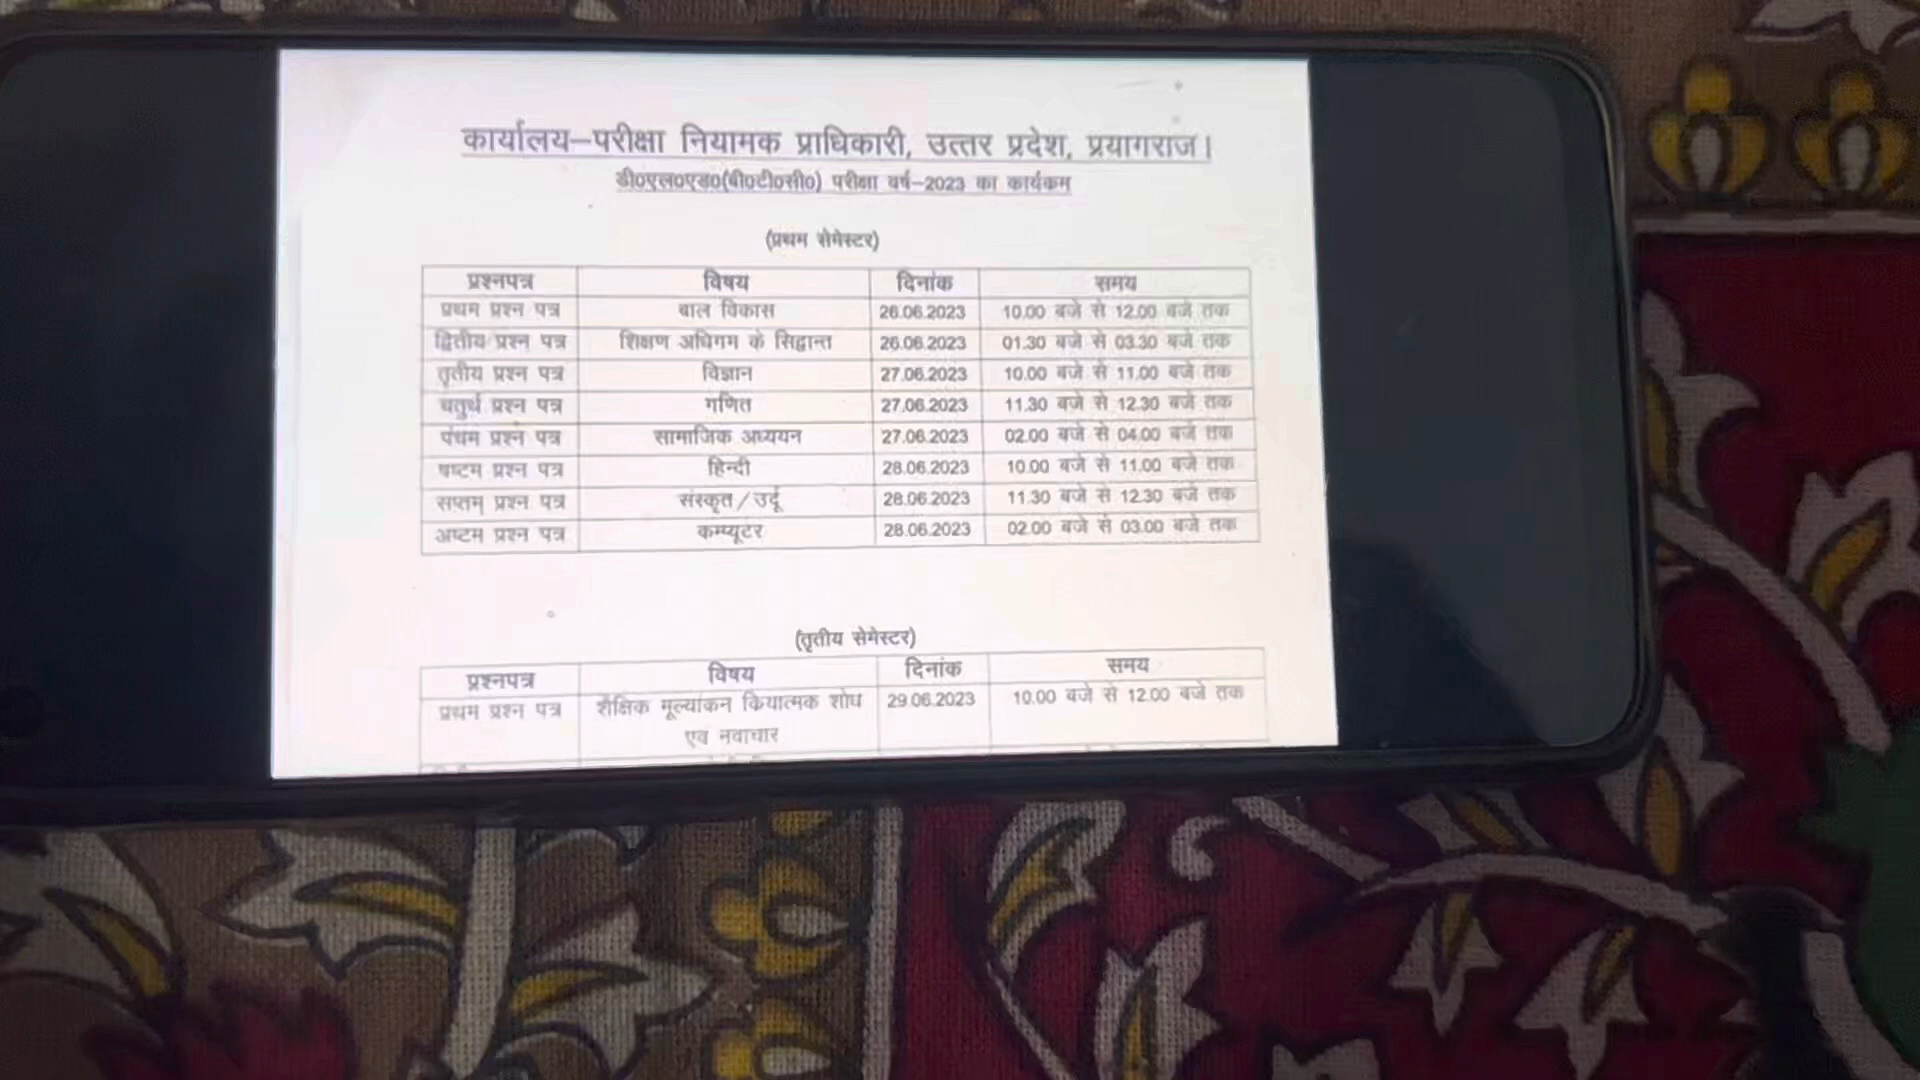 कार्यालय–परीक्षा नियामक प्राधिकारी, उत्तर प्रदेश, प्रयागराज।
डी०एल०एड०(बी०टी०सी०) परीक्षा वर्ष–2023 का कार्यकम
(प्रथम सेमेस्टर)
प्रश्नपत्र विषय दिनांक समय
प्रथम प्रश्न पत्र बाल विकास 26.06.2023 10.00 बजे से 12.00 बजे तक
द्वितीय प्रश्न पत्र शिक्षण अधिगम के सिद्वान्त 26.06.2023 01.30 बजे से 03.30 बजे तक
तृतीय प्रश्न पत्र विज्ञान 27.06.2023 10.00 बजे से 11.00 बजे तक
चतुर्थ प्रश्न पत्र गणित 27.06.2023 11.30 बजे से 12.30 बजे तक
पंचम प्रश्न पत्र सामाजिक अध्ययन 27.06.2023 02.00 बजे से 04.00 बजे तक
षष्टम प्रश्न पत्र हिन्दी 28.06.2023 10.00 बजे से 11.00 बजे तक
सप्तम् प्रश्न पत्र संस्कृत/उर्दू 28.06.2023 11.30 बजे से 12.30 बजे तक
अष्टम प्रश्न पत्र कम्प्यूटर 28.06.2023 02.00 बजे से 03.00 बजे तक
(तृतीय सेमेस्टर)
प्रश्नपत्र विषय दिनांक समय
प्रथम प्रश्न पत्र शैक्षिक मूल्यांकन कियात्मक शोध 29.06.2023 10.00 बजे से 12.00 बजे तक
एवं नवाचार